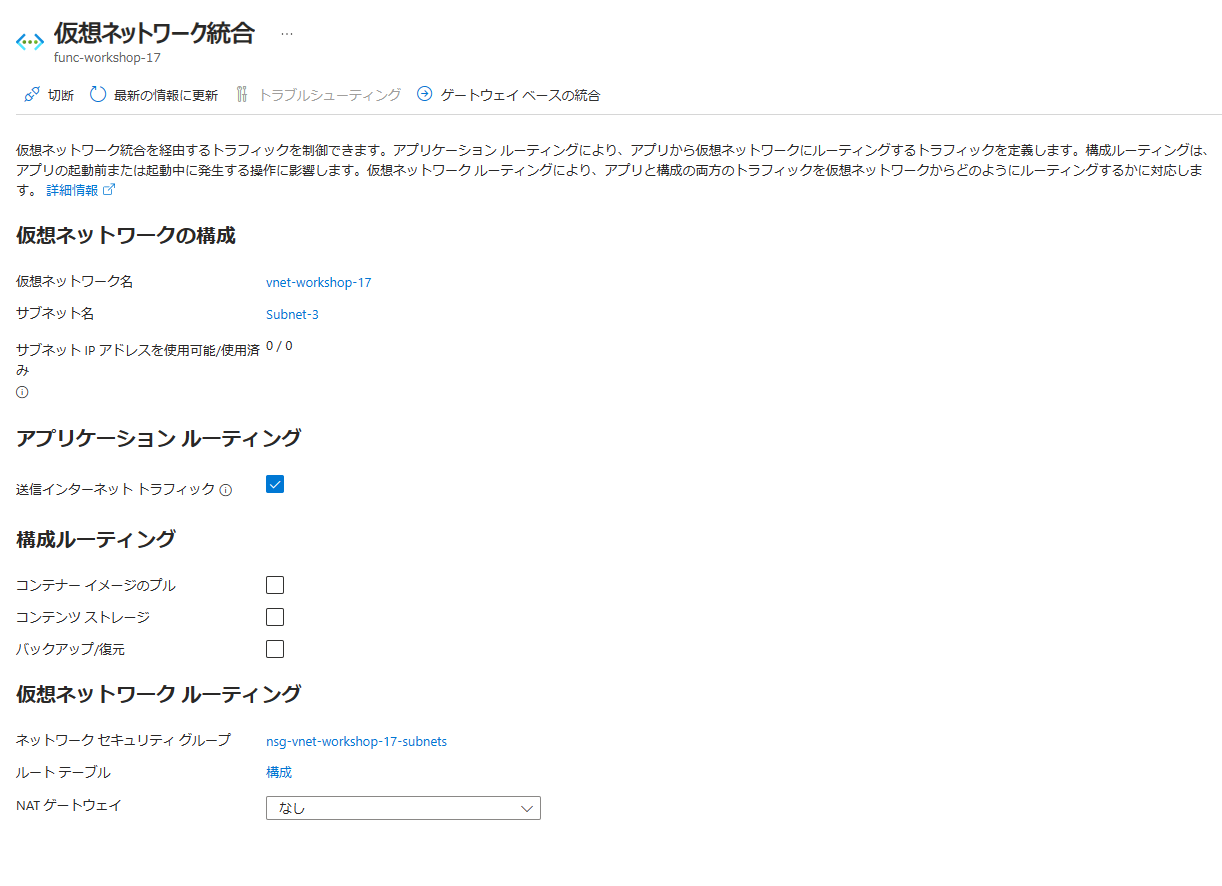 仮想ネットワーク統合 …
func-workshop-17
切断 最新の情報に更新 トラブルシューティング ゲートウェイ ベースの統合
仮想ネットワーク統合を経由するトラフィックを制御できます。アプリケーション ルーティングにより、アプリから仮想ネットワークにルーティングするトラフィックを定義します。構成ルーティングは、
アプリの起動前または起動中に発生する操作に影響します。仮想ネットワーク ルーティングにより、アプリと構成の両方のトラフィックを仮想ネットワークからどのようにルーティングするかに対応しま
す。 詳細情報
仮想ネットワークの構成
仮想ネットワーク名 vnet-workshop-17
サブネット名 Subnet-3
サブネット IP アドレスを使用可能/使用済 0 / 0
み
アプリケーション ルーティング
送信インターネット トラフィック
構成ルーティング
コンテナー イメージのプル
コンテンツ ストレージ
バックアップ/復元
仮想ネットワーク ルーティング
ネットワーク セキュリティ グループ nsg-vnet-workshop-17-subnets
ルート テーブル 構成
NAT ゲートウェイ なし